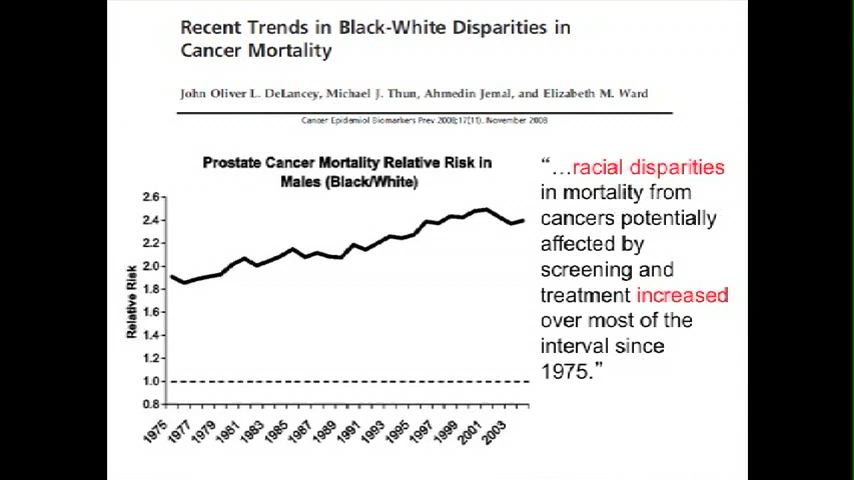 Recent Trends in Black-White Disparities in
Cancer Mortality
John Oliver L. DeLancey, Michael J. Thun, Ahmedin Jemal, and Elizabeth M. Ward
Cancer Epidemiol Biomarkers Prev 2008;17(11). November 2008
Prostate Cancer Mortality Relative Risk in
Males (Black/White)
2.6
2.4
2.2
2.0
1.8
1.6
1.4
1.2
1.0
0.8
Relative Risk
1975
1977
1979
1981
1983
1985
1987
1989
1991
1993
1995
1997
1999
2001
2003
“…racial disparities
in mortality from
cancers potentially
affected by
screening and
treatment increased
over most of the
interval since
1975.”